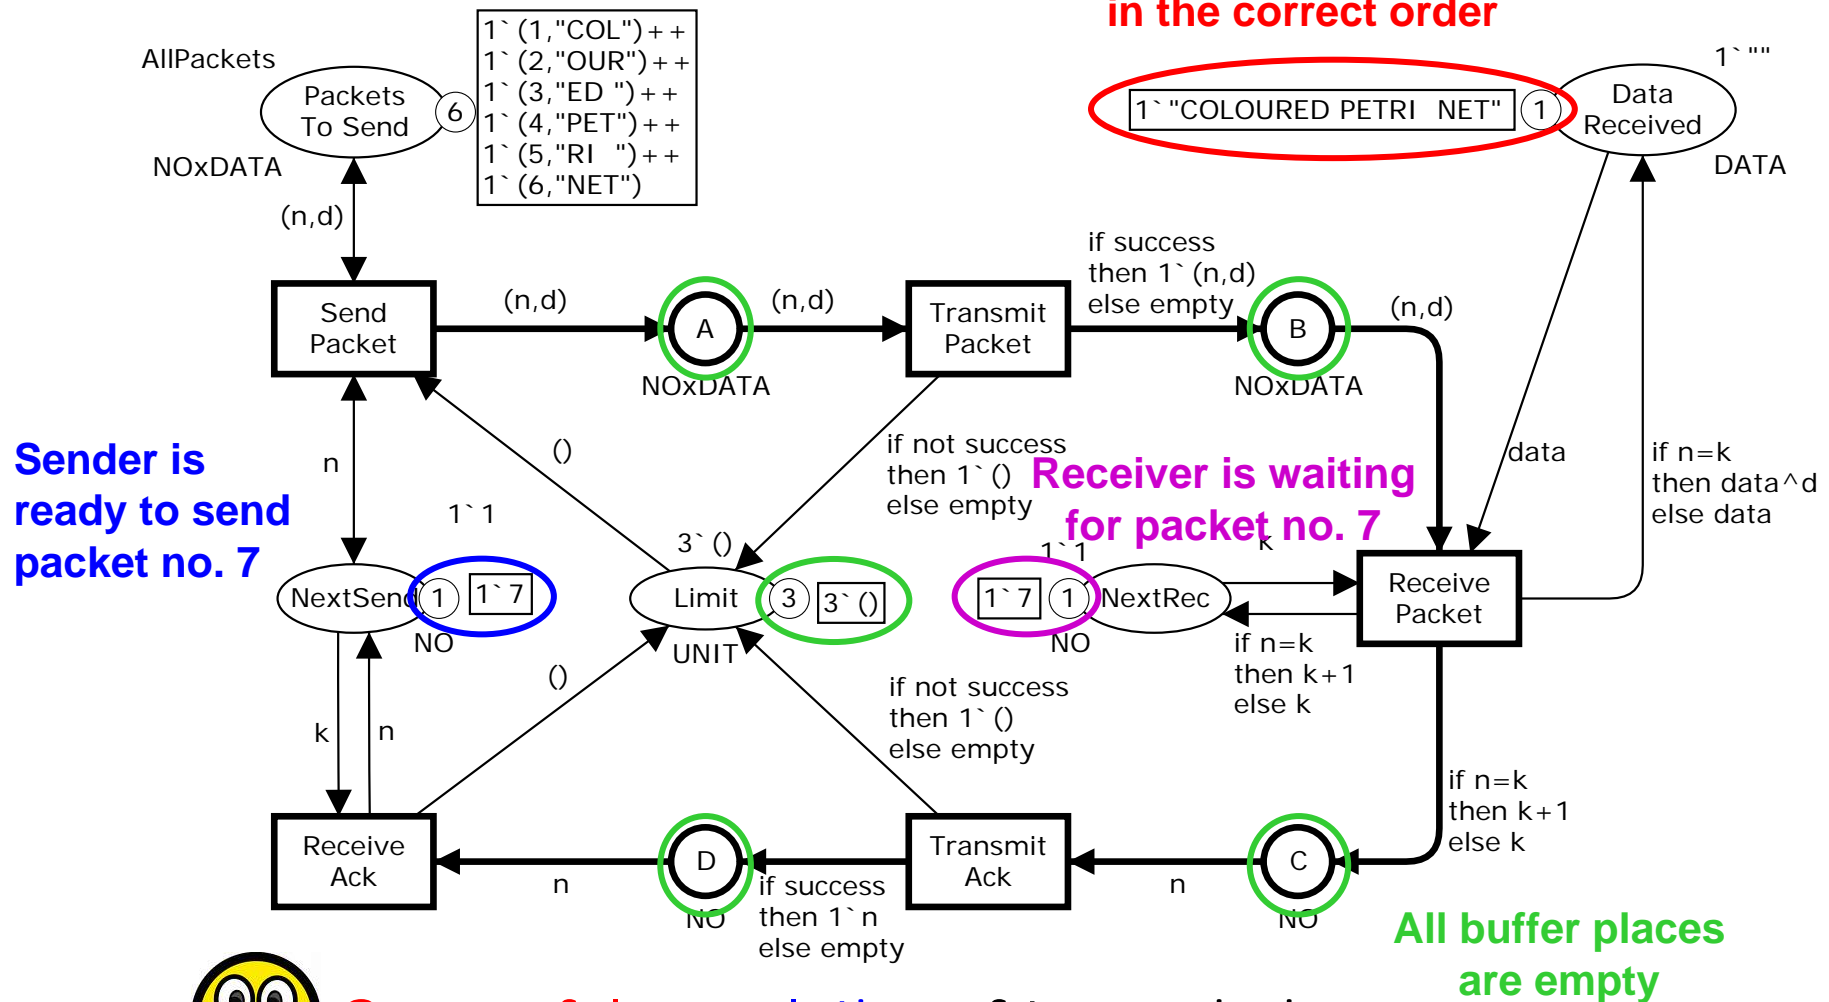 in the correct order
AllPackets
Packets
To Send
6
1`(1,"COL")++
1`(2,"OUR")++
1`(3,"ED ")++
1`(4,"PET")++
1`(5,"RI  ")++
1`(6,"NET")
NOxDATA
1`"COLOURED PETRI  NET"
1
1`""
Data
Received
DATA
(n,d)
Send
Packet
(n,d)
A
NOxDATA
(n,d)
Transmit
Packet
if success
then 1`(n,d)
else empty
B
NOxDATA
(n,d)
data
if n=k
then data^d
else data
Sender is
ready to send
packet no. 7
n
1`1
()
if not success
then 1`()
else empty
Receiver is waiting
for packet no. 7
NextSend
1
1`7
NO
3`()
Limit
3
3`()
UNIT
1`1
k
1`7
1
NextRec
NO
Receive
Packet
if n=k
then k+1
else k
k
n
()
if not success
then 1`()
else empty
if n=k
then k+1
else k
Receive
Ack
n
D
NO
if success
then 1`n
else empty
Transmit
Ack
n
C
NO
All buffer places
are empty